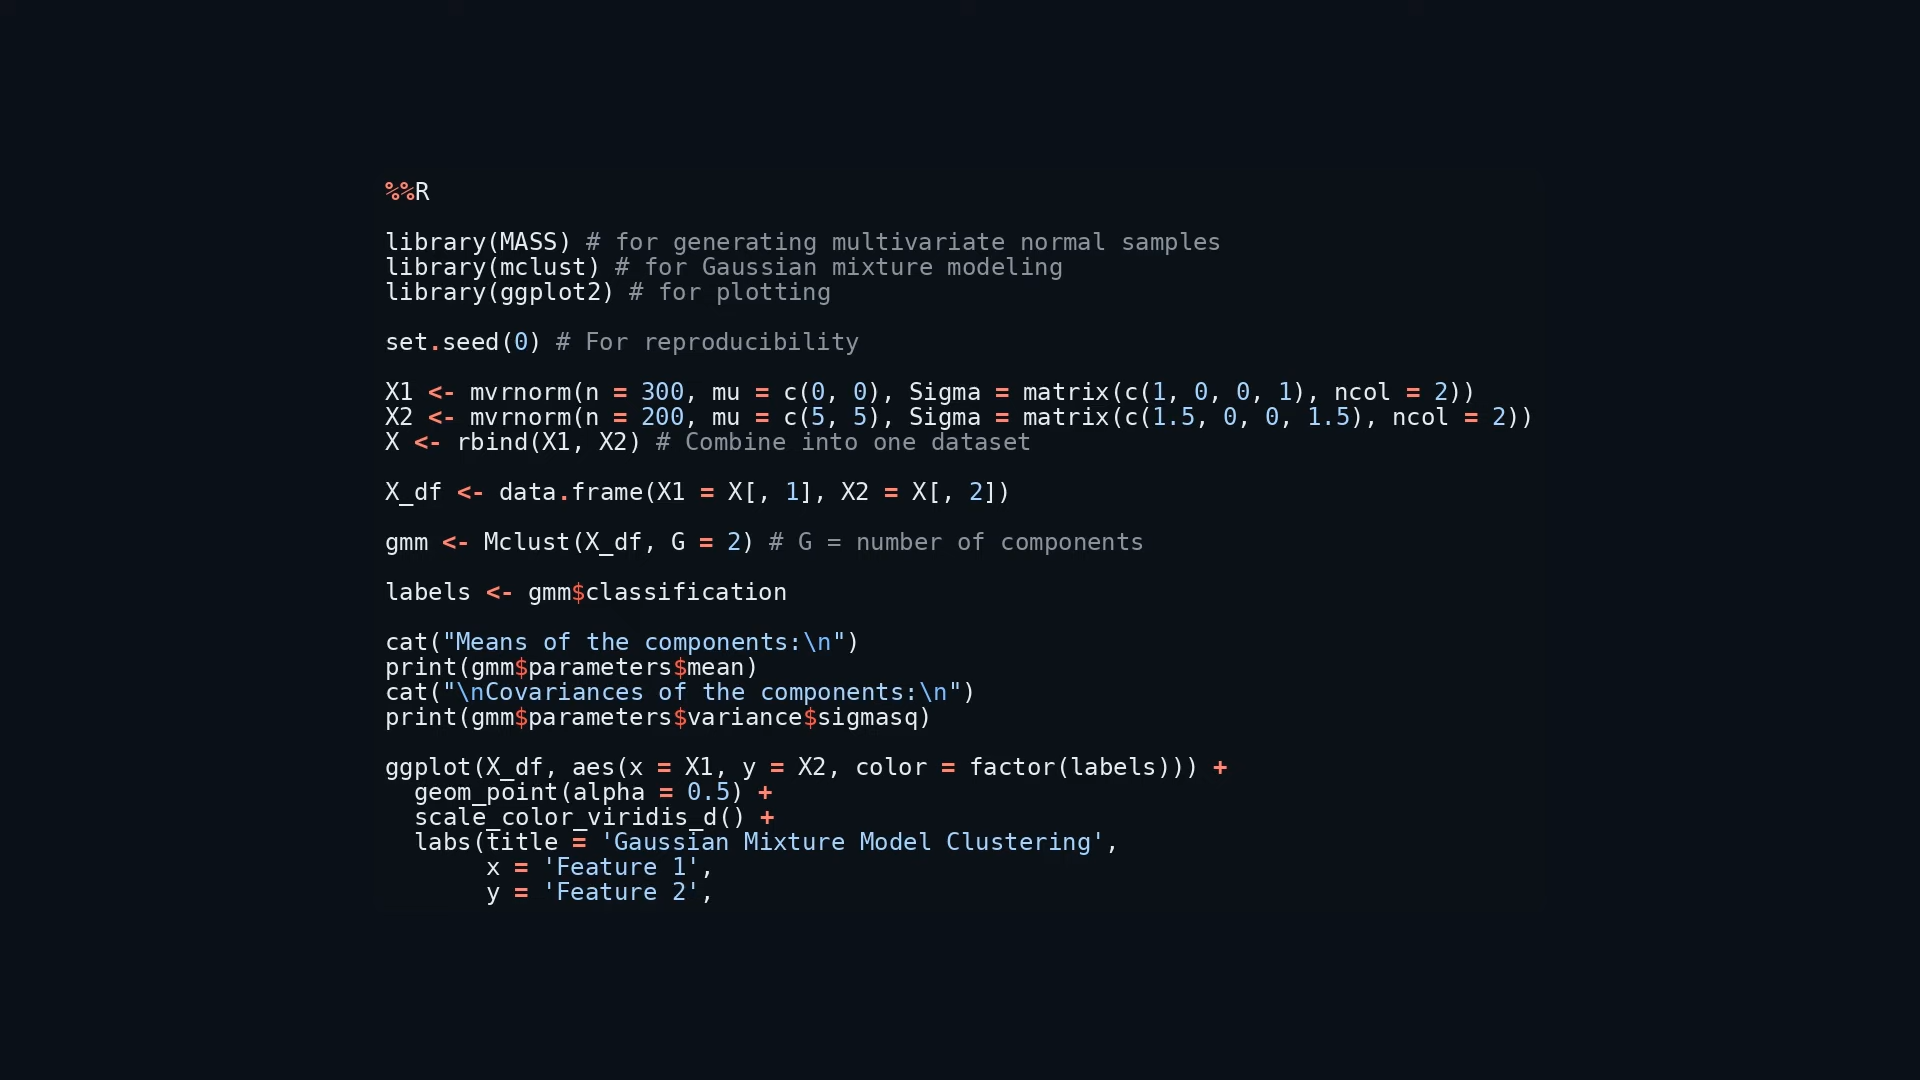 %%R
library(MASS) # for generating multivariate normal samples
library(mclust) # for Gaussian mixture modeling
library(ggplot2) # for plotting
set.seed(0) # For reproducibility
X1 <- mvrnorm(n = 300, mu = c(0, 0), Sigma = matrix(c(1, 0, 0, 1), ncol = 2))
X2 <- mvrnorm(n = 200, mu = c(5, 5), Sigma = matrix(c(1.5, 0, 0, 1.5), ncol = 2))
X <- rbind(X1, X2) # Combine into one dataset
X_df <- data.frame(X1 = X[, 1], X2 = X[, 2])
gmm <- Mclust(X_df, G = 2) # G = number of components
labels <- gmm$classification
cat("Means of the components:\n")
print(gmm$parameters$mean)
cat("\nCovariances of the components:\n")
print(gmm$parameters$variance$sigmasq)
ggplot(X_df, aes(x = X1, y = X2, color = factor(labels))) +
  geom_point(alpha = 0.5) +
  scale_color_viridis_d() +
  labs(title = 'Gaussian Mixture Model Clustering',
       x = 'Feature 1',
       y = 'Feature 2',